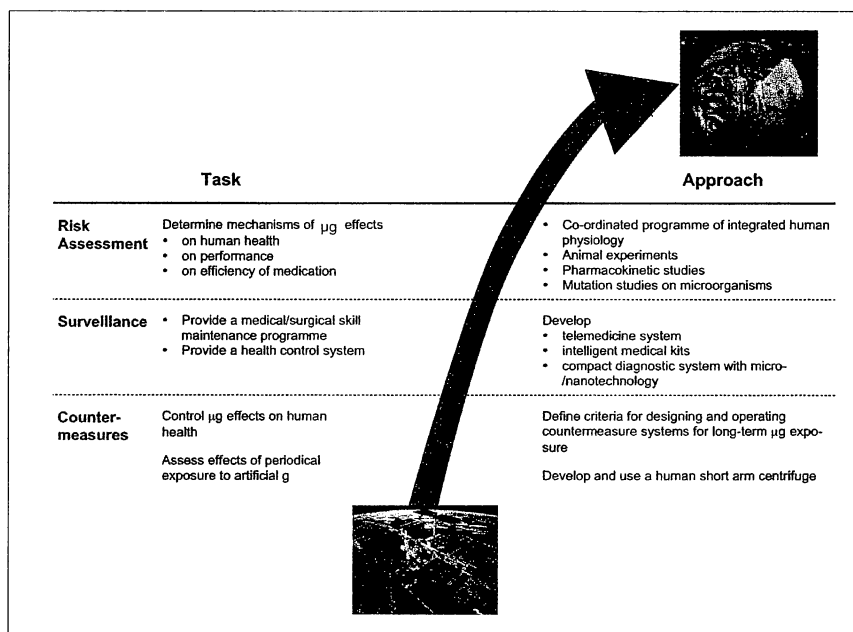 Task
Approach
Risk
Assessment
Determine mechanisms of µg effects
• on human health
• on performance
• on efficiency of medication
• Co-ordinated programme of integrated human
physiology
• Animal experiments
• Pharmacokinetic studies
• Mutation studies on microorganisms
Surveillance
• Provide a medical/surgical skill
maintenance programme
• Provide a health control system
Develop
• telemedicine system
• intelligent medical kits
• compact diagnostic system with micro-
/nanotechnology
Counter-
measures
Control µg effects on human
health
Assess effects of periodical
exposure to artificial g
Define criteria for designing and operating
countermeasure systems for long-term µg expo-
sure
Develop and use a human short arm centrifuge